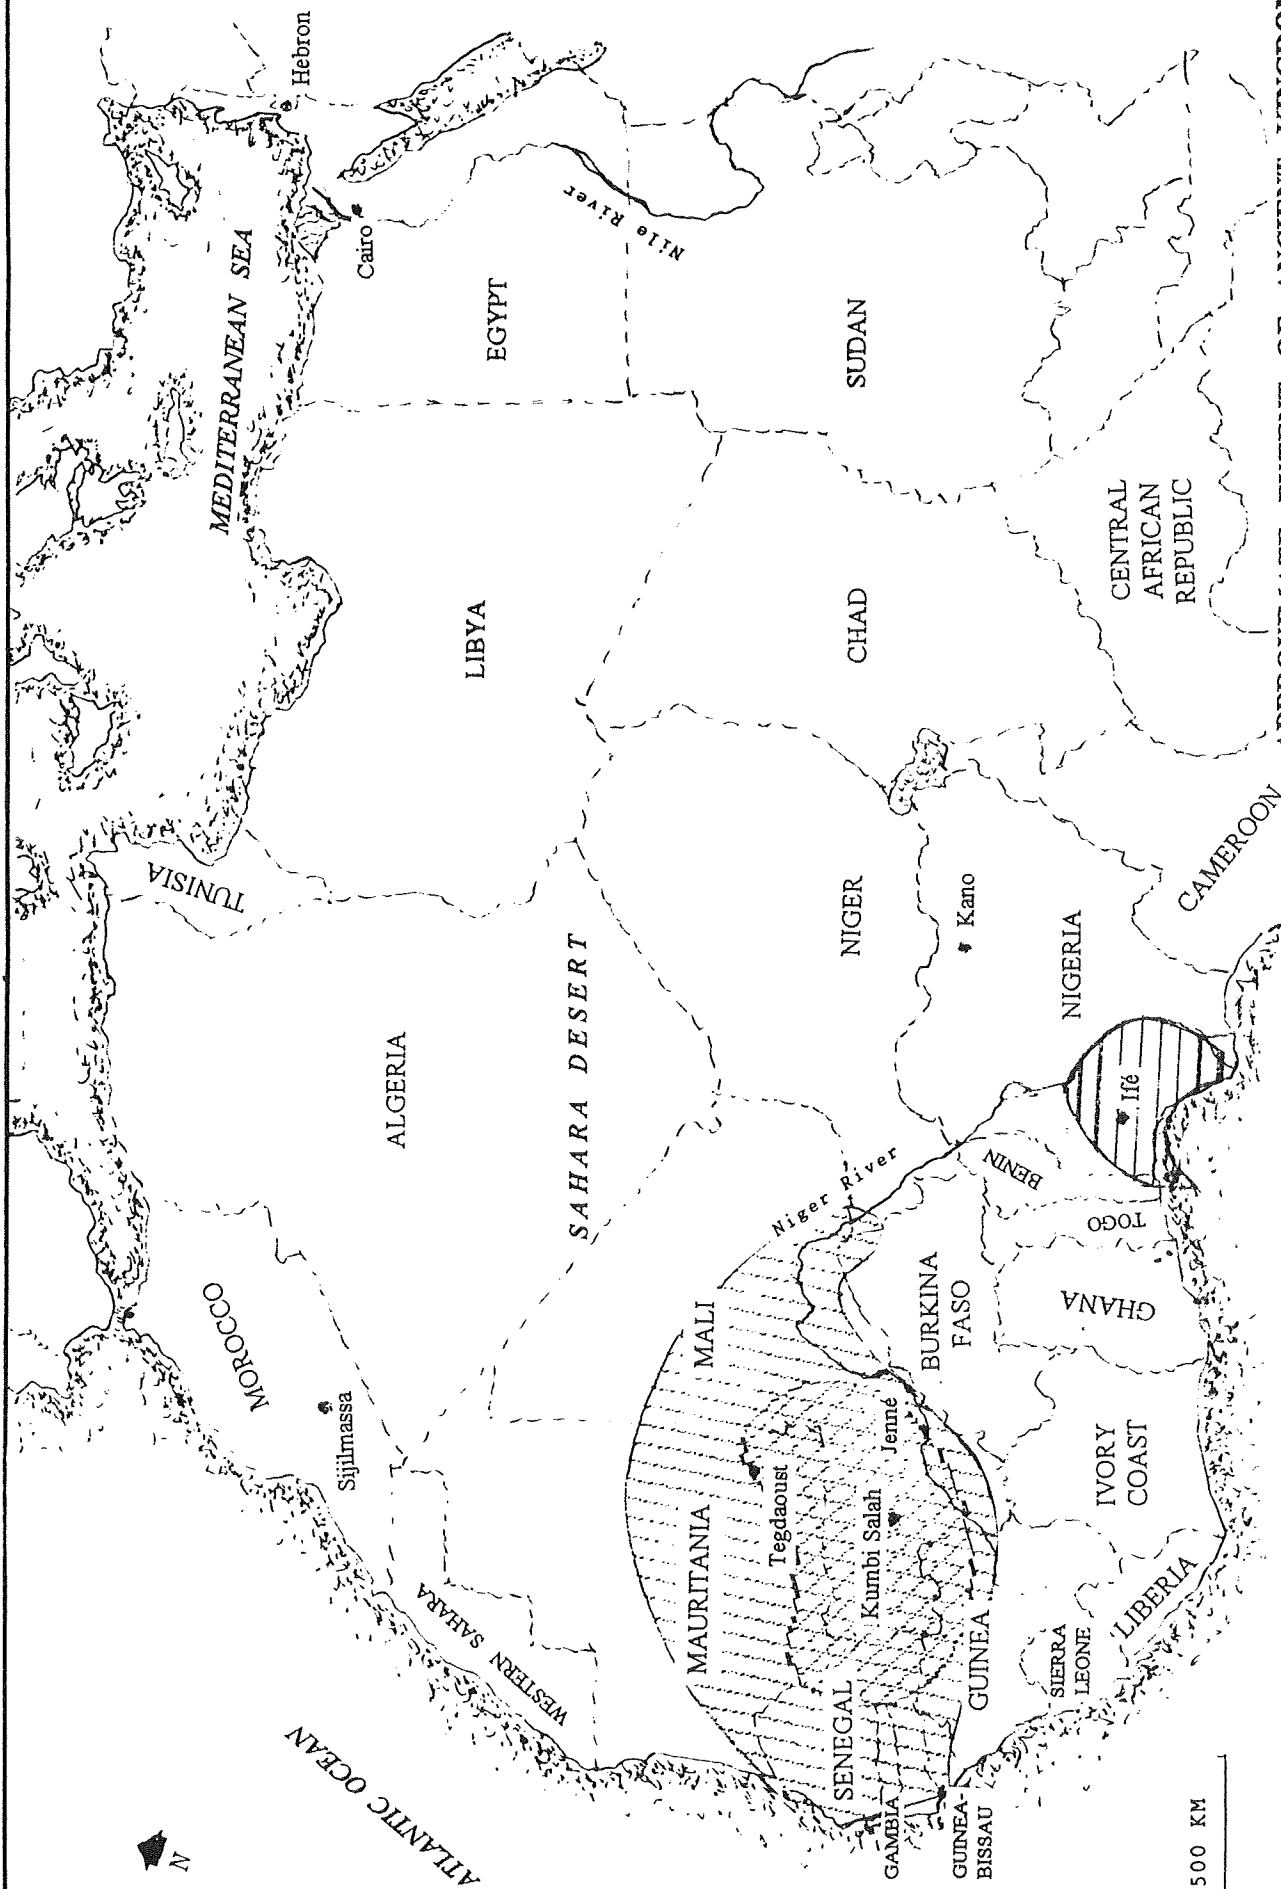 Hebron
MEDITERRANEAN SEA
Cairo
Nile River
EGYPT
LIBYA
TUNISIA
ALGERIA
MOROCCO
Sijilmassa
ATLANTIC OCEAN
N
WESTERN SAHARA
SAHARA DESERT
SUDAN
CHAD
NIGER
MALI
MAURITANIA
Tegdaoust
Kumbi Salah
Jenné
Niger River
SENEGAL
GAMBIA
GUINEA-
BISSAU
GUINEA
SIERRA
LEONE
LIBERIA
IVORY
COAST
BURKINA
FASO
GHANA
TOGO
BENIN
Ifé
NIGERIA
Kano
CAMEROON
CENTRAL
AFRICAN
REPUBLIC
500 KM